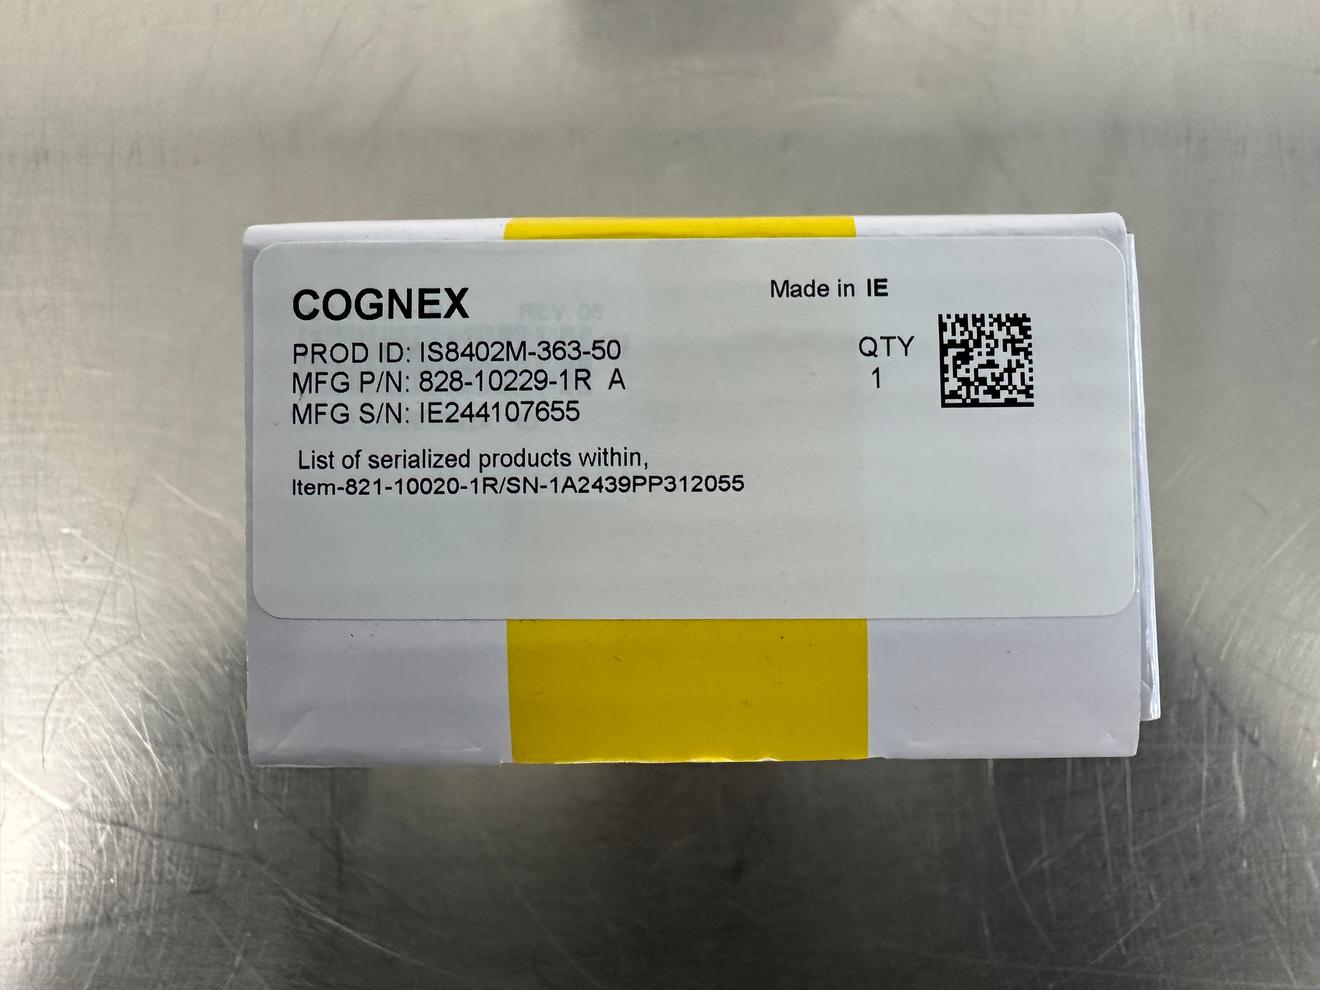 COGNEX
Made in IE
PROD ID: IS8402M-363-50
MFG P/N: 828-10229-1R A
MFG S/N: IE244107655
QTY
1
List of serialized products within,
Item-821-10020-1R/SN-1A2439PP312055